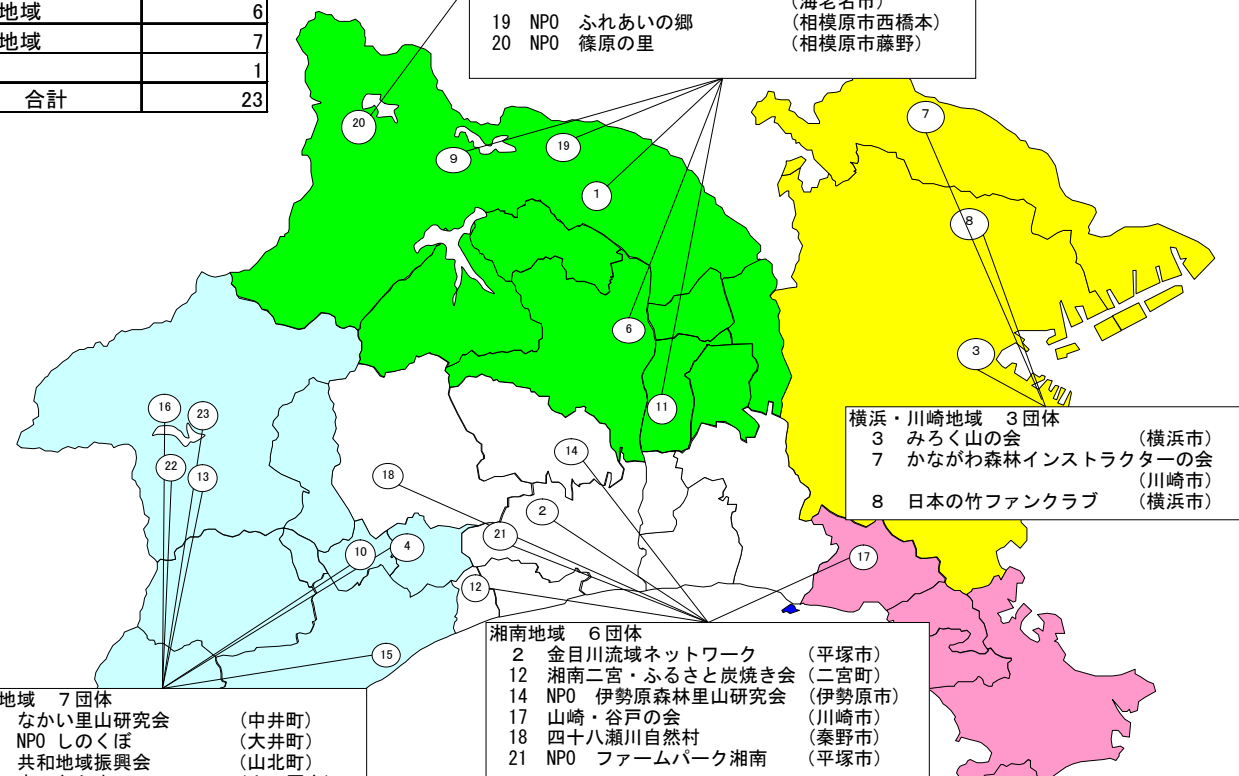 地域 6
地域 7
1
合計 23
(海老名市)
19 NPO ふれあいの郷 (相模原市西橋本)
20 NPO 篠原の里 (相模原市藤野)
20
9
19
1
7
8
6
3
11
16
23
22
13
18
14
2
21
10
4
12
17
15
横浜・川崎地域 3団体
3 みろく山の会 (横浜市)
7 かながわ森林インストラクターの会
(川崎市)
8 日本の竹ファンクラブ (横浜市)
湘南地域 6団体
2 金目川流域ネットワーク (平塚市)
12 湘南二宮・ふるさと炭焼き会 (二宮町)
14 NPO 伊勢原森林里山研究会 (伊勢原市)
17 山崎・谷戸の会 (川崎市)
18 四十八瀬川自然村 (秦野市)
21 NPO ファームパーク湘南 (平塚市)
地域 7団体
なかい里山研究会 (中井町)
NPO しのくぼ (大井町)
共和地域振興会 (山北町)